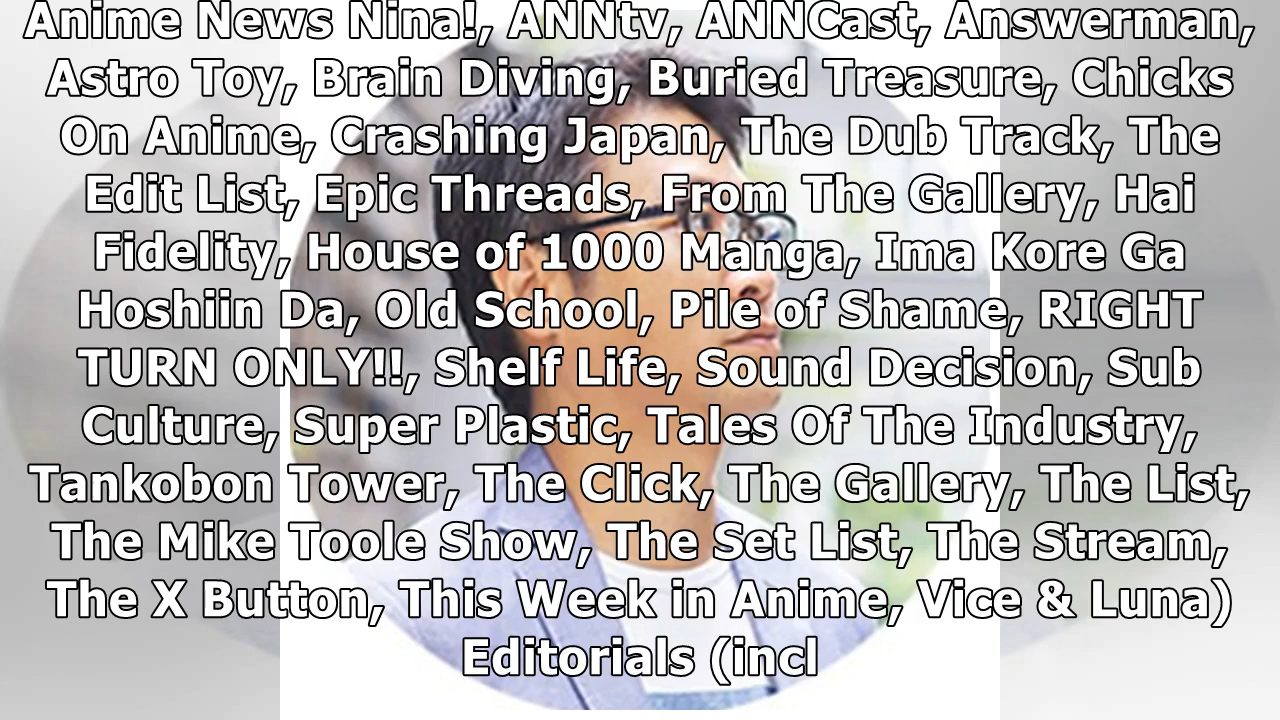 Anime News Nina!, ANNtv, ANNCast, Answerman,
Astro Toy, Brain Diving, Buried Treasure, Chicks
On Anime, Crashing Japan, The Dub Track, The
Edit List, Epic Threads, From The Gallery, Hai
Fidelity, House of 1000 Manga, Ima Kore Ga
Hoshiin Da, Old School, Pile of Shame, RIGHT
TURN ONLY!!, Shelf Life, Sound Decision, Sub
Culture, Super Plastic, Tales Of The Industry,
Tankobon Tower, The Click, The Gallery, The List,
The Mike Toole Show, The Set List, The Stream,
The X Button, This Week in Anime, Vice & Luna)
Editorials (incl